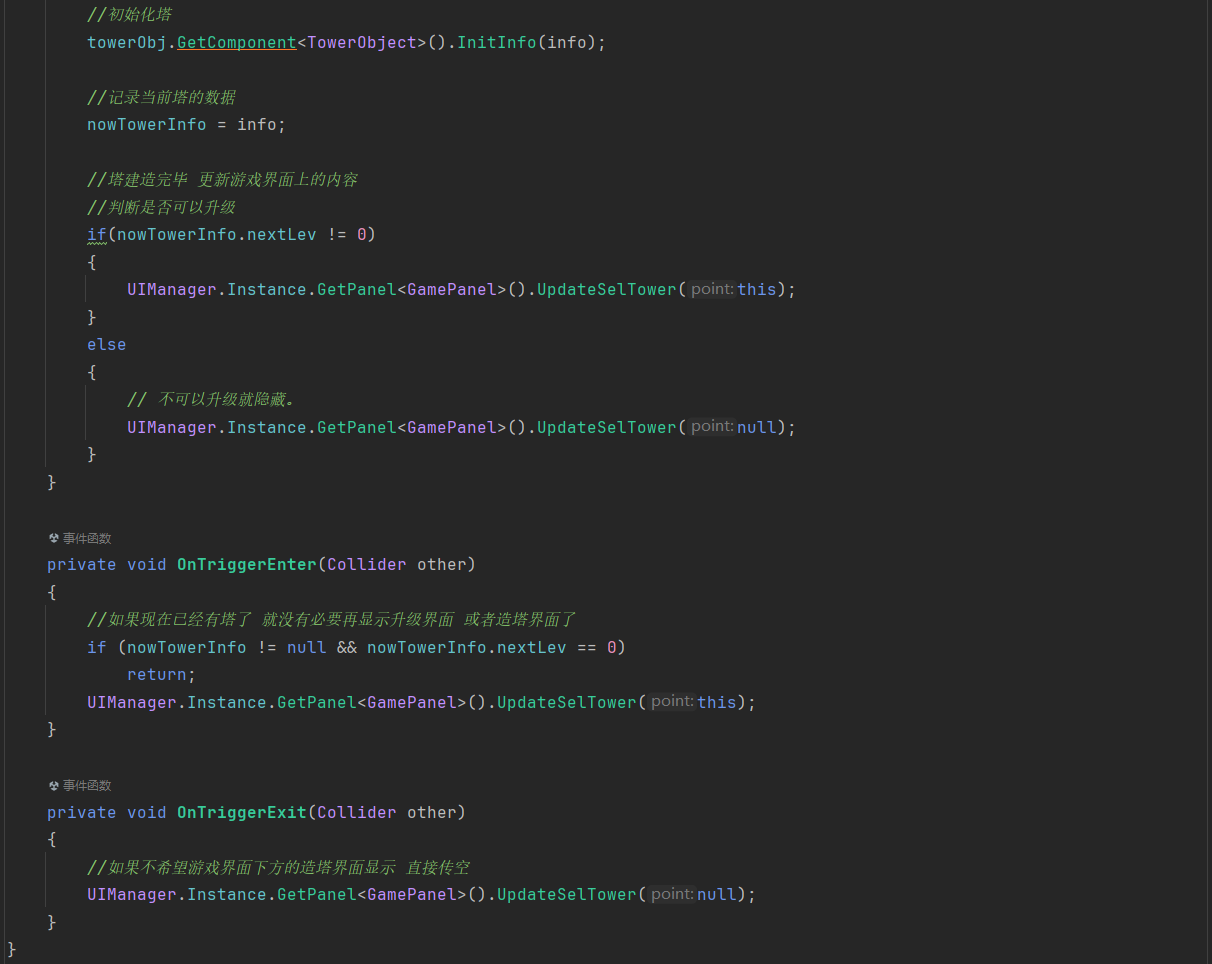 //初始化塔
towerObj.GetComponent<TowerObject>().InitInfo(info);
//记录当前塔的数据
nowTowerInfo = info;
//塔建造完毕 更新游戏界面上的内容
//判断是否可以升级
if(nowTowerInfo.nextLev != 0)
{
UIManager.Instance.GetPanel<GamePanel>().UpdateSelTower(point:this);
}
else
{
// 不可以升级就隐藏。
UIManager.Instance.GetPanel<GamePanel>().UpdateSelTower(point:null);
}
}
事件函数
private void OnTriggerEnter(Collider other)
{
//如果现在已经有塔了 就没有必要再显示升级界面 或者造塔界面了
if (nowTowerInfo != null && nowTowerInfo.nextLev == 0)
return;
UIManager.Instance.GetPanel<GamePanel>().UpdateSelTower(point:this);
}
事件函数
private void OnTriggerExit(Collider other)
{
//如果不希望游戏界面下方的造塔界面显示 直接传空
UIManager.Instance.GetPanel<GamePanel>().UpdateSelTower(point:null);
}
}